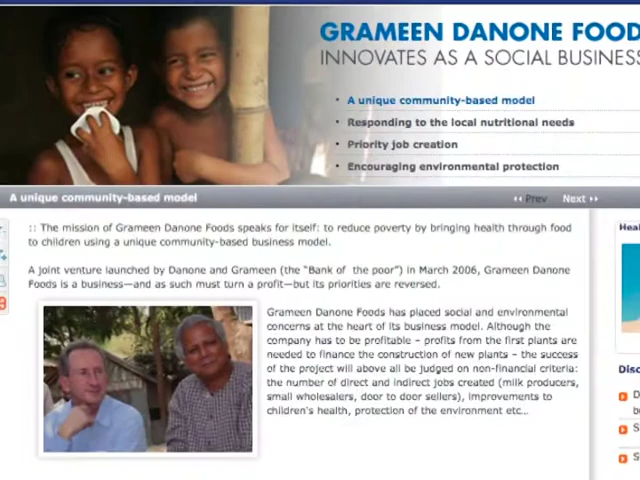 GRAMEEN DANONE FOOD
INNOVATES AS A SOCIAL BUSINESS
• A unique community-based model
• Responding to the local nutritional needs
• Priority job creation
• Encouraging environmental protection
A unique community-based model
Prev Next
:: The mission of Grameen Danone Foods speaks for itself: to reduce poverty by bringing health through food
to children using a unique community-based business model.
A joint venture launched by Danone and Grameen (the “Bank of the poor”) in March 2006, Grameen Danone
Foods is a business—and as such must turn a profit—but its priorities are reversed.
Grameen Danone Foods has placed social and environmental
concerns at the heart of its business model. Although the
company has to be profitable – profits from the first plants are
needed to finance the construction of new plants – the success
of the project will above all be judged on non-financial criteria:
the number of direct and indirect jobs created (milk producers,
small wholesalers, door to door sellers), improvements to
children's health, protection of the environment etc...
Heal
Disc
D
b
S
S